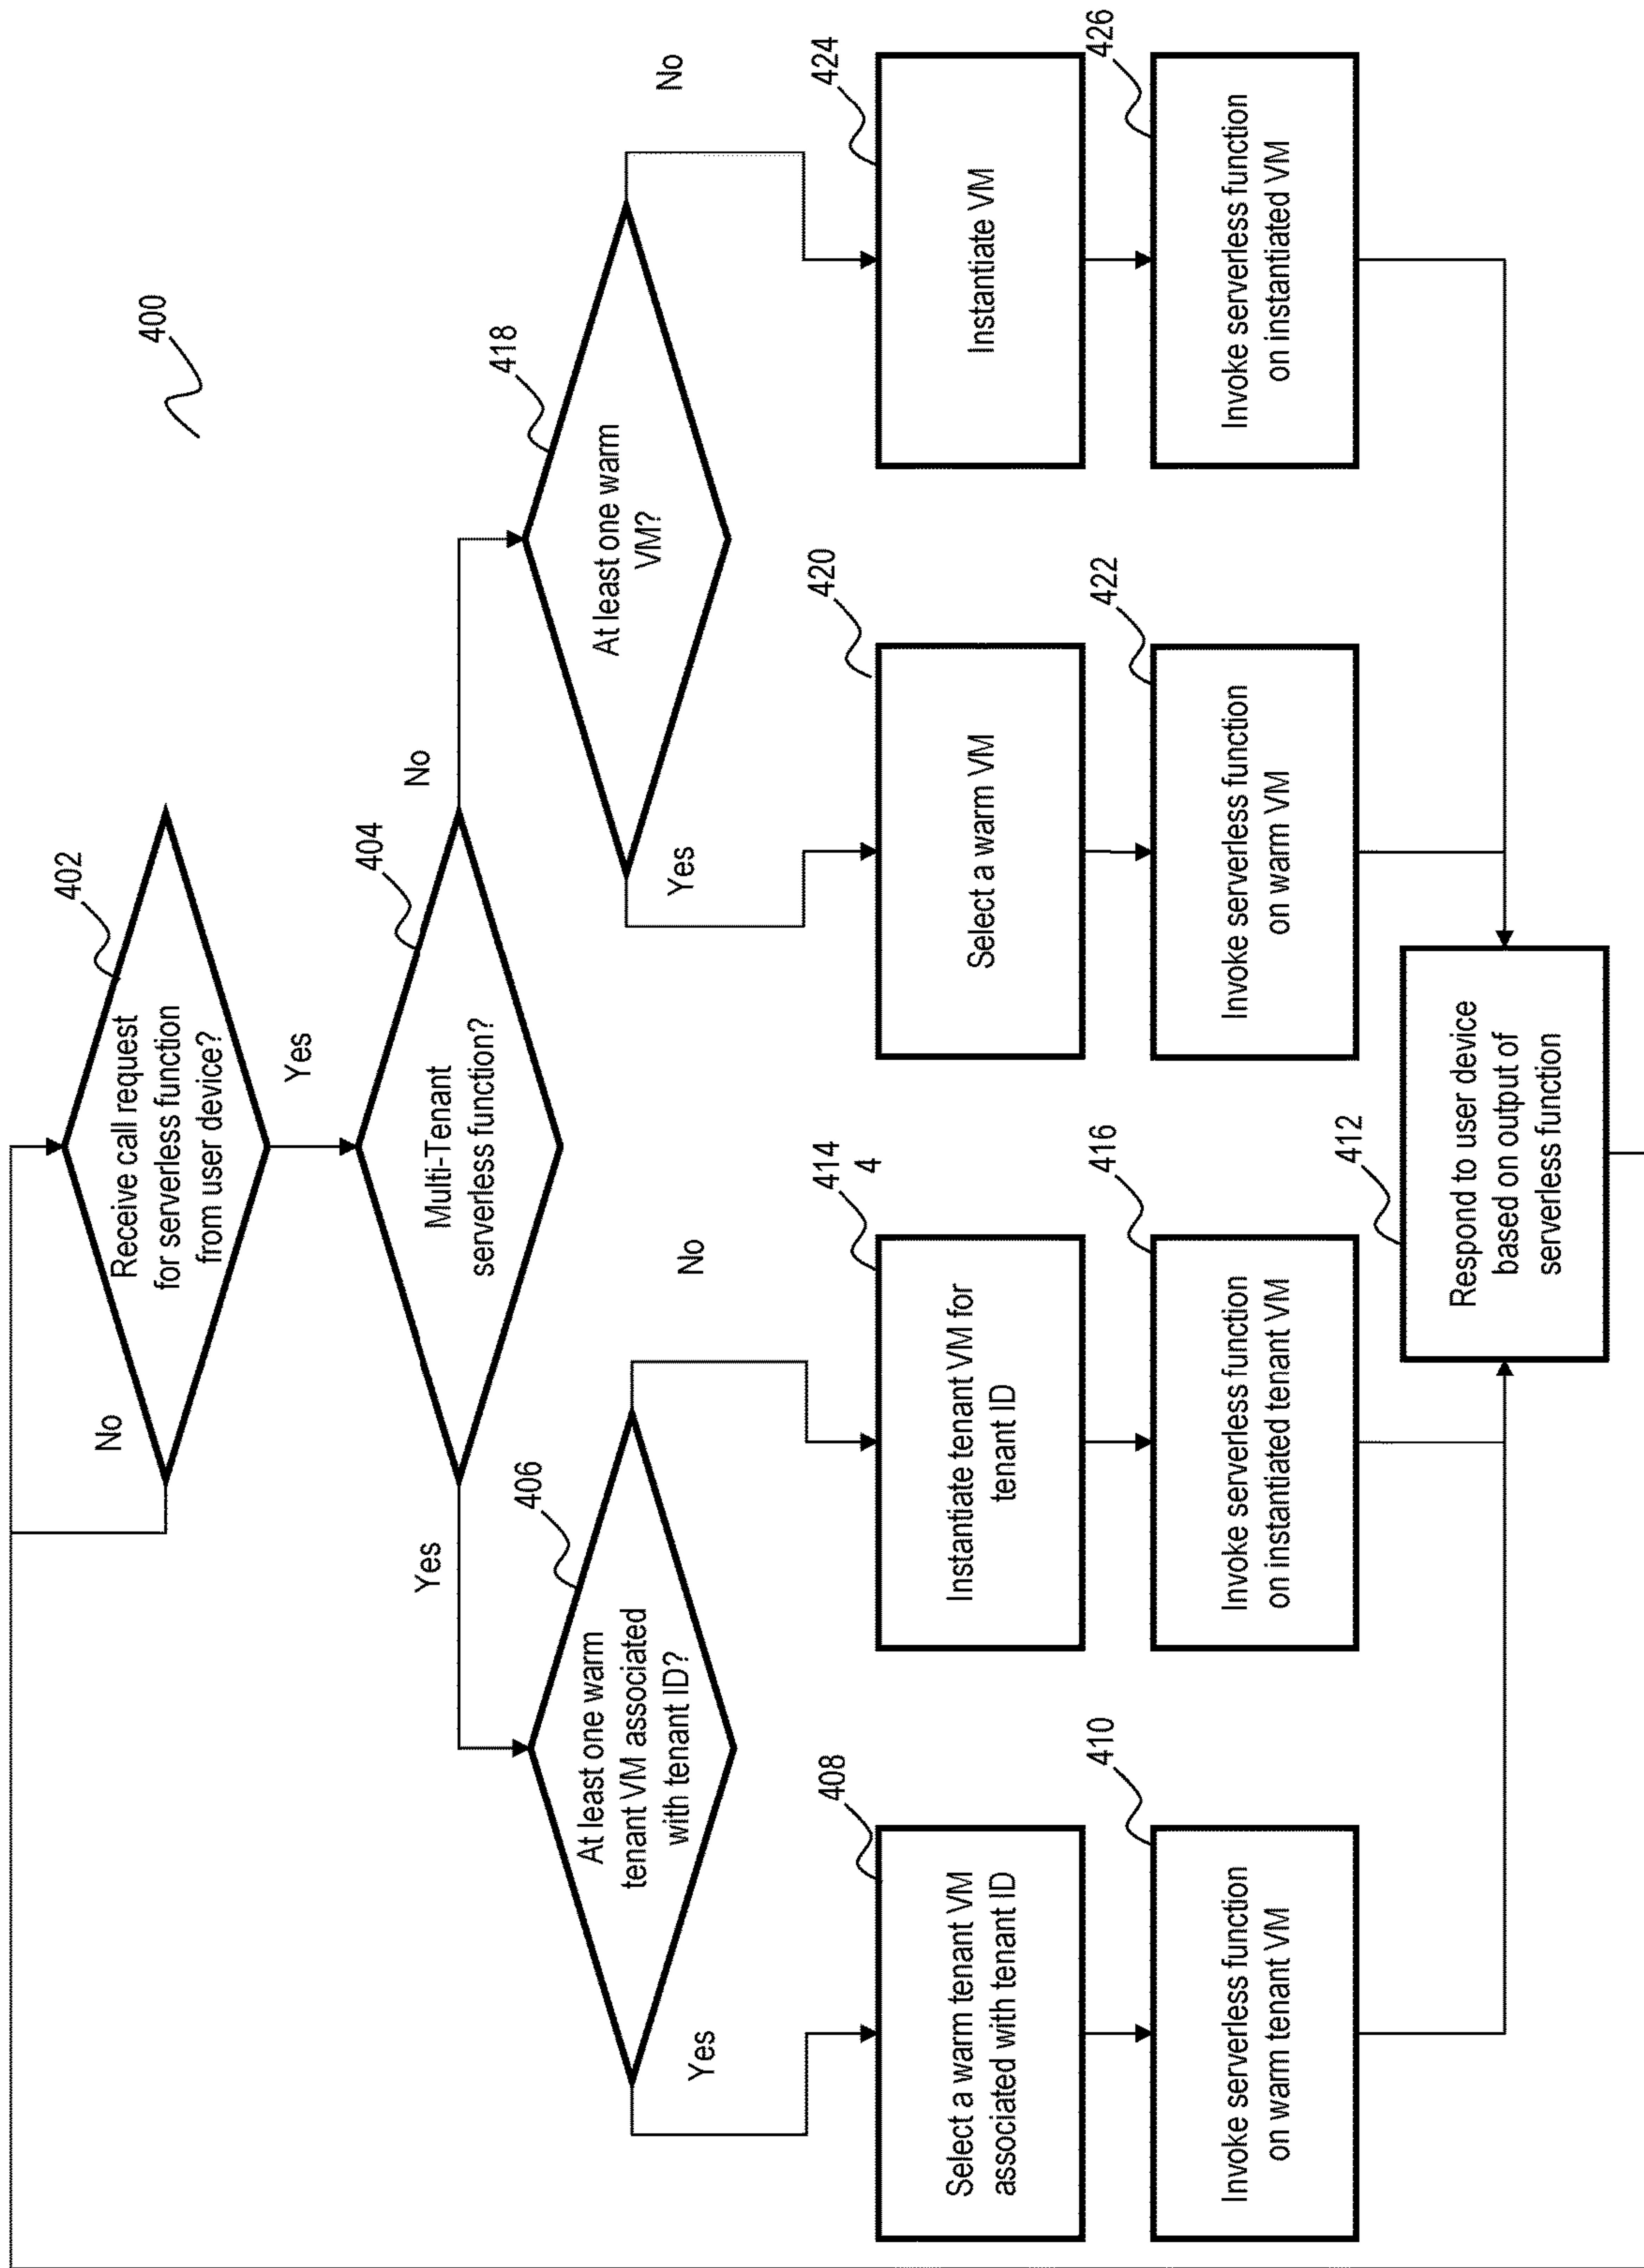 400
402
Receive call request
for serverless function
from user device?
No
Yes
404
Multi-Tenant
serverless function?
Yes
No
406
At least one warm
tenant VM associated
with tenant ID?
Yes
No
418
At least one warm
VM?
Yes
No
408
Select a warm tenant VM
associated with tenant ID
414
4
Instantiate tenant VM for
tenant ID
420
Select a warm VM
424
Instantiate VM
410
Invoke serverless function
on warm tenant VM
416
Invoke serverless function
on instantiated tenant VM
422
Invoke serverless function
on warm VM
426
Invoke serverless function
on instantiated VM
412
Respond to user device
based on output of
serverless function